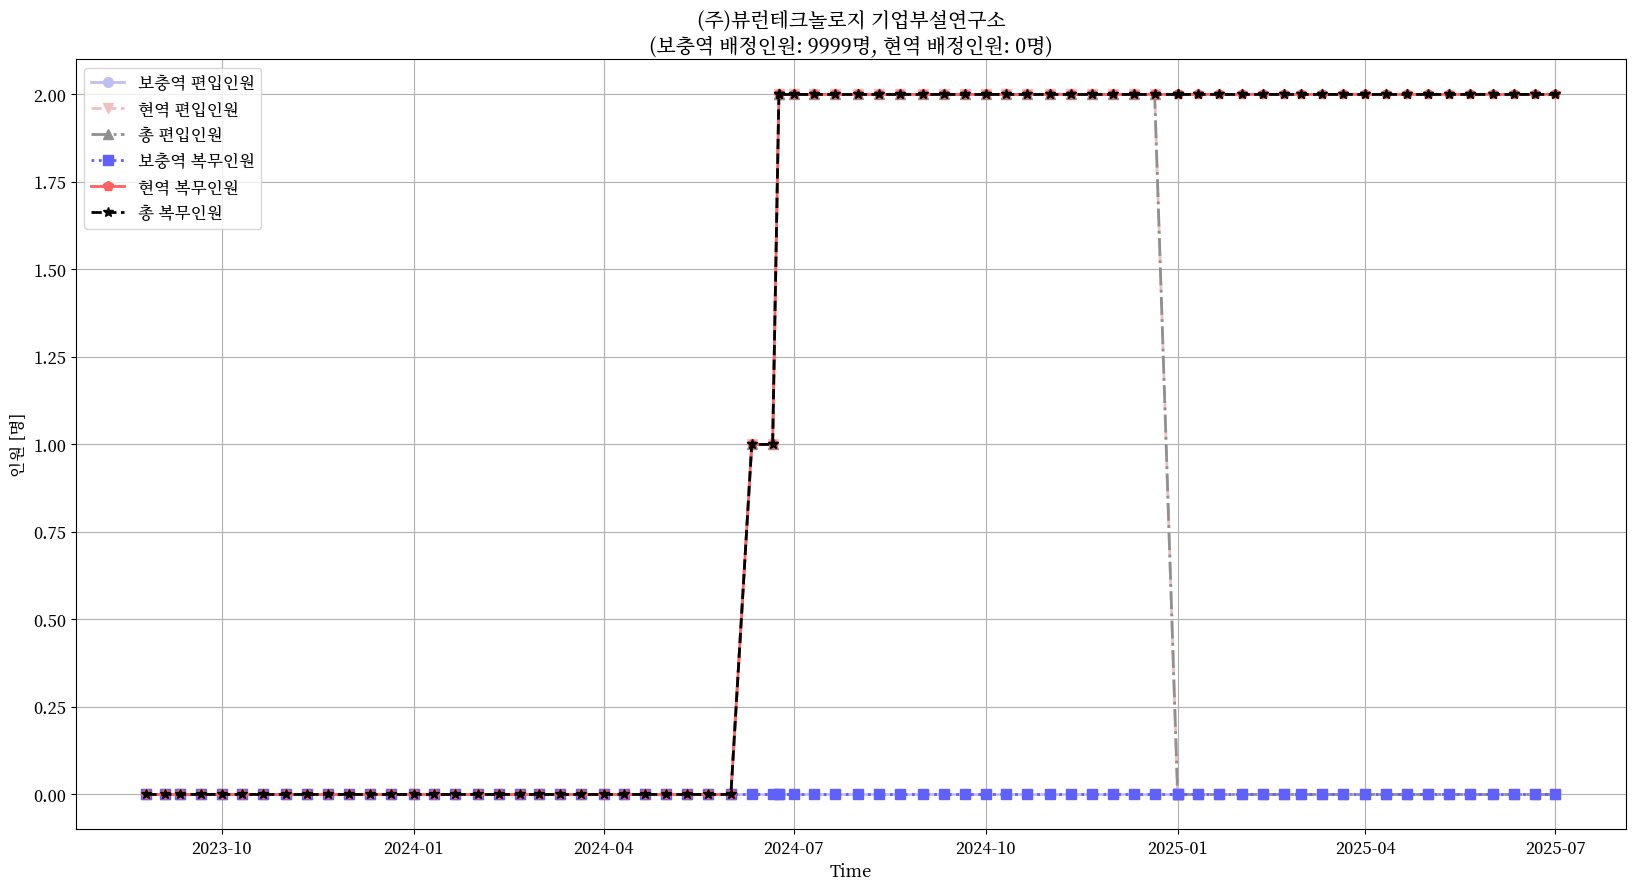 (주)뷰런테크놀로지 기업부설연구소
(보충역 배정인원: 9999명, 현역 배정인원: 0명)
보충역 편입인원
현역 편입인원
총 편입인원
보충역 복무인원
현역 복무인원
총 복무인원
인원 [명]
2.00
1.75
1.50
1.25
1.00
0.75
0.50
0.25
0.00
2023-10
2024-01
2024-04
2024-07
2024-10
2025-01
2025-04
2025-07
Time